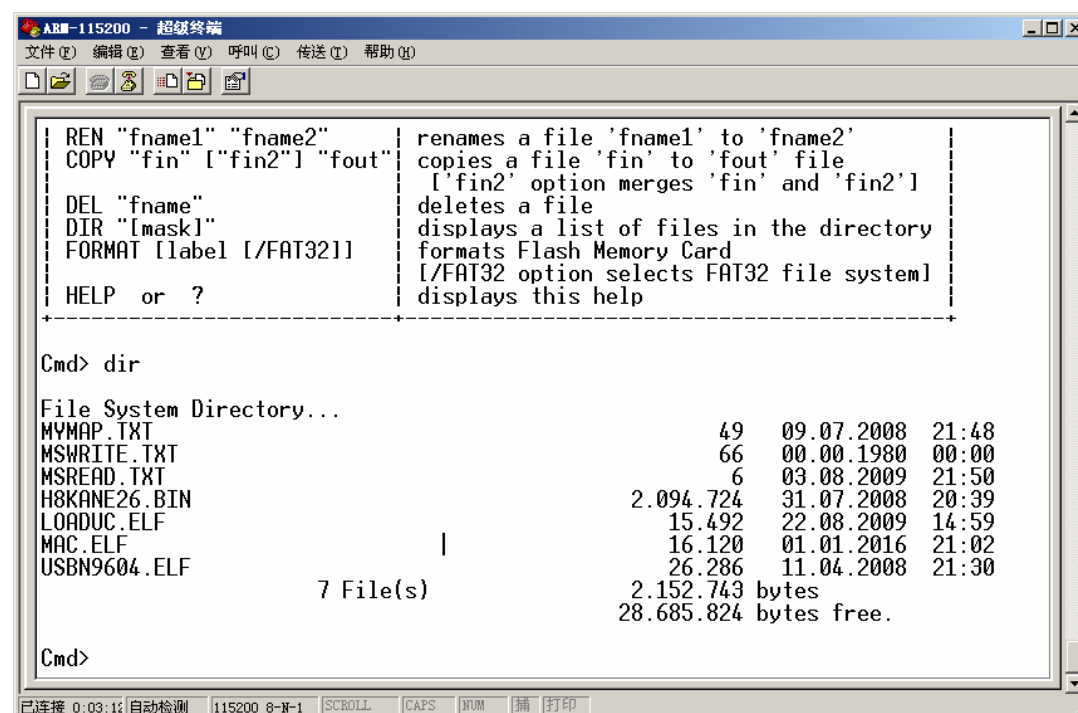 ARM-115200 - 超级终端
文件(F) 编辑(E) 查看(V) 呼叫(C) 传送(T) 帮助(H)
| REN "fname1" "fname2" | renames a file 'fname1' to 'fname2' |
| COPY "fin" ["fin2"] "fout"| copies a file 'fin' to 'fout' file |
| | ['fin2' option merges 'fin' and 'fin2'] |
| DEL "fname" | deletes a file |
| DIR "[mask]" | displays a list of files in the directory |
| FORMAT [label [/FAT32]] | formats Flash Memory Card |
| | [/FAT32 option selects FAT32 file system] |
| HELP or ? | displays this help |
+---------------------------+-------------------------------------------+
Cmd> dir
File System Directory...
MYMAP.TXT 49 09.07.2008 21:48
MSWRITE.TXT 66 00.00.1980 00:00
MSREAD.TXT 6 03.08.2009 21:50
H8KANE26.BIN 2.094.724 31.07.2008 20:39
LOADUC.ELF 15.492 22.08.2009 14:59
MAC.ELF 16.120 01.01.2016 21:02
USBN9604.ELF 26.286 11.04.2008 21:30
7 File(s) 2.152.743 bytes
28.685.824 bytes free.
Cmd>
已连接 0:03:12 自动检测 115200 8-N-1 SCROLL CAPS NUM 捕 打印